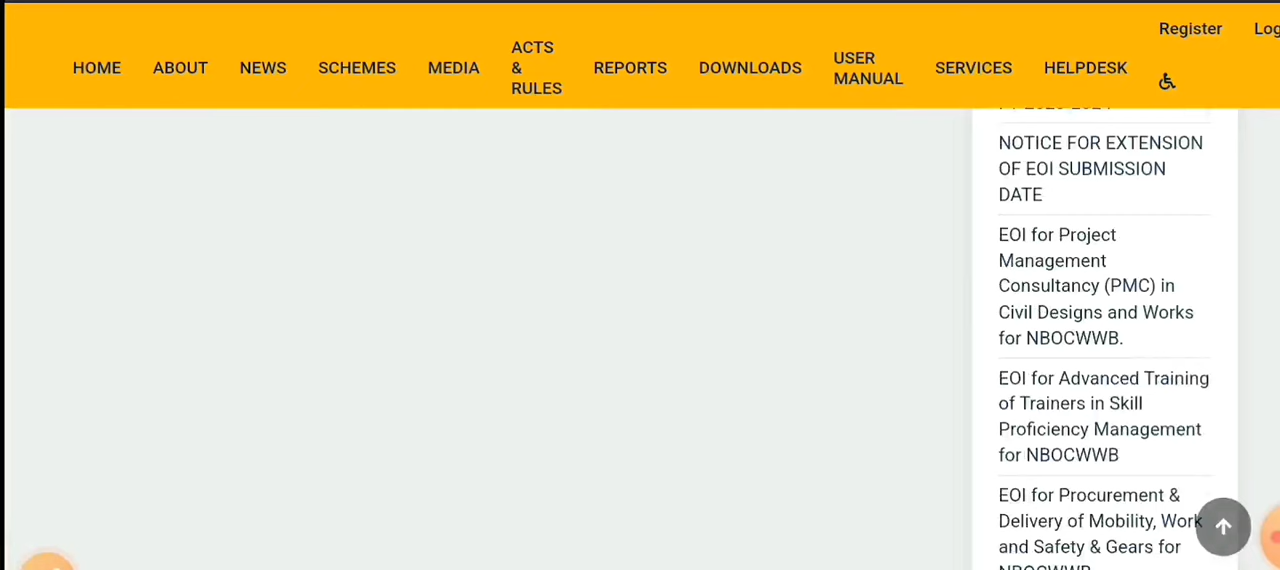 Register
HOME
ABOUT
NEWS
SCHEMES
MEDIA
ACTS
&
RULES
REPORTS
DOWNLOADS
USER
MANUAL
SERVICES
HELPDESK
NOTICE FOR EXTENSION
OF EOI SUBMISSION
DATE
EOI for Project
Management
Consultancy (PMC) in
Civil Designs and Works
for NBOCWWB.
EOI for Advanced Training
of Trainers in Skill
Proficiency Management
for NBOCWWB
EOI for Procurement &
Delivery of Mobility, Work
and Safety & Gears for